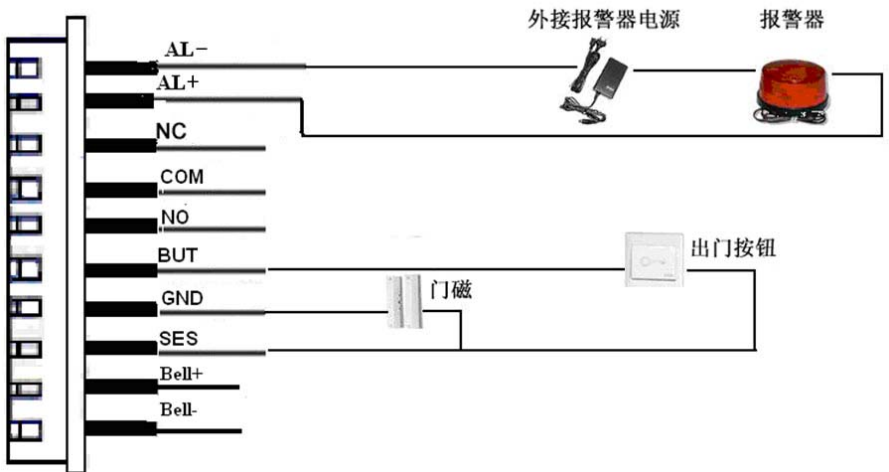 外接报警器电源 报警器
AL-
AL+
NC
COM
NO
BUT
出门按钮
GND
门磁
SES
Bell+
Bell-